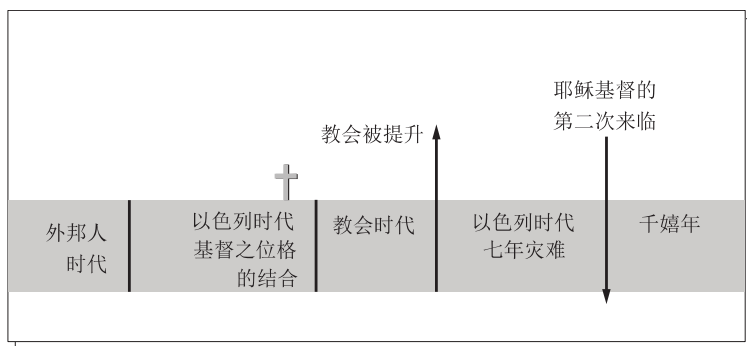 耶稣基督的
第二次来临
教会被提升
外邦人
时代
以色列时代
基督之位格
的结合
教会时代
以色列时代
七年灾难
千嬉年